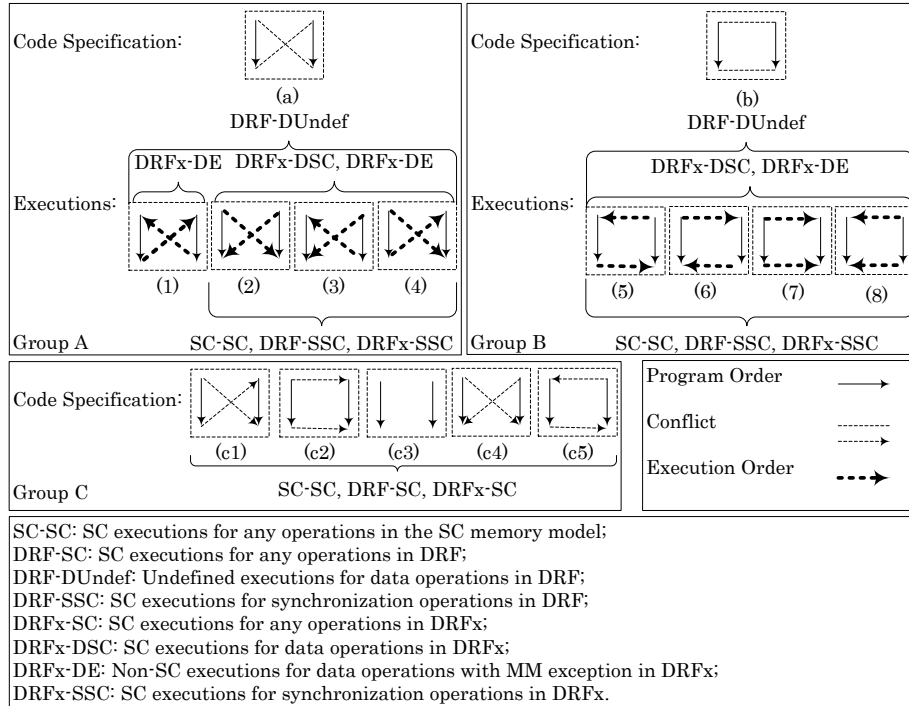 Code Specification:
(a)
DRF-DUndef
DRFx-DE DRFx-DSC, DRFx-DE
Executions:
(1) (2) (3) (4)
Group A
SC-SC, DRF-SSC, DRFx-SSC
Code Specification:
(b)
DRF-DUndef
DRFx-DSC, DRFx-DE
Executions:
(5) (6) (7) (8)
Group B
SC-SC, DRF-SSC, DRFx-SSC
Code Specification:
(c1) (c2) (c3) (c4) (c5)
Group C
SC-SC, DRF-SC, DRFx-SC
Program Order
Conflict
Execution Order
SC-SC: SC executions for any operations in the SC memory model;
DRF-SC: SC executions for any operations in DRF;
DRF-DUndef: Undefined executions for data operations in DRF;
DRF-SSC: SC executions for synchronization operations in DRF;
DRFx-SC: SC executions for any operations in DRFx;
DRFx-DSC: SC executions for data operations in DRFx;
DRFx-DE: Non-SC executions for data operations with MM exception in DRFx;
DRFx-SSC: SC executions for synchronization operations in DRFx.